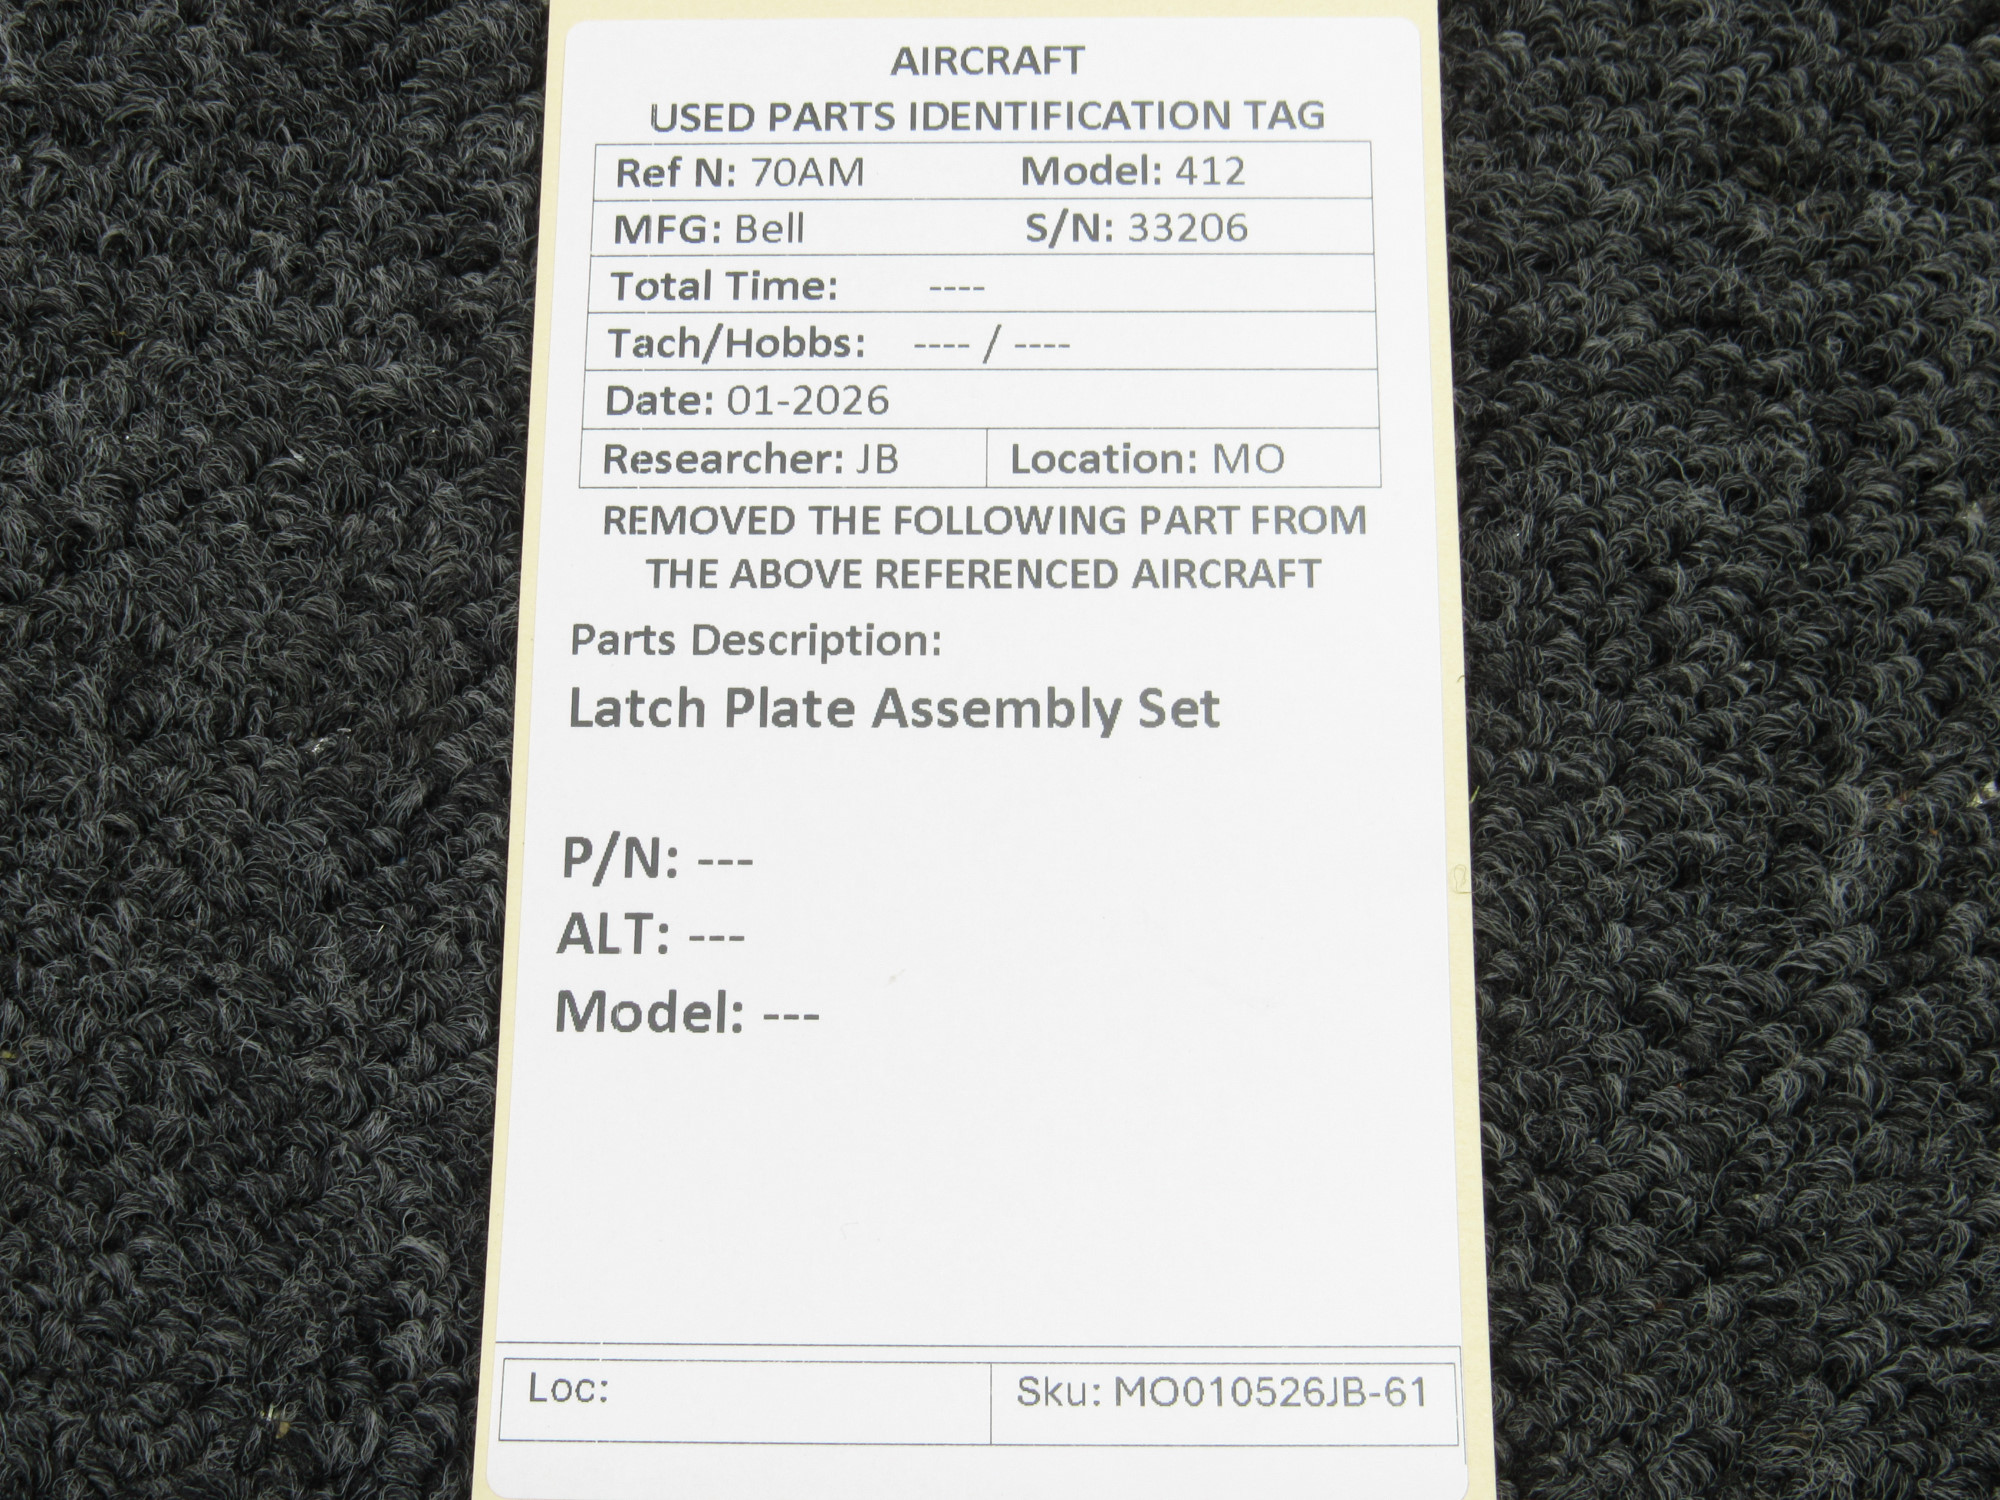 AIRCRAFT
USED PARTS IDENTIFICATION TAG
Ref N: 70AM Model: 412
MFG: Bell S/N: 33206
Total Time: ----
Tach/Hobbs: ---- / ----
Date: 01-2026
Researcher: JB Location: MO
REMOVED THE FOLLOWING PART FROM
THE ABOVE REFERENCED AIRCRAFT
Parts Description:
Latch Plate Assembly Set
P/N: ---
ALT: ---
Model: ---
Loc: Sku: MO010526JB-61